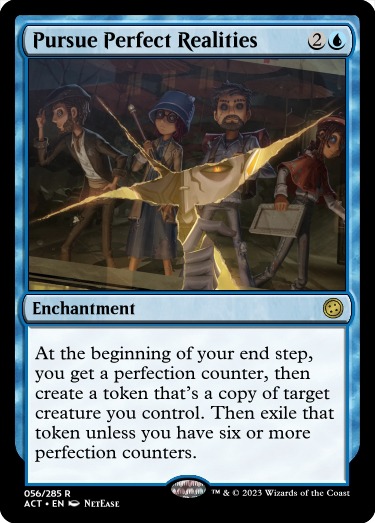 Pursue Perfect Realities 2
Enchantment
At the beginning of your end step,
you get a perfection counter, then
create a token that's a copy of target
creature you control. Then exile that
token unless you have six or more
perfection counters.
056/285 R
ACT • EN NetEase
™ & © 2023 Wizards of the Coast